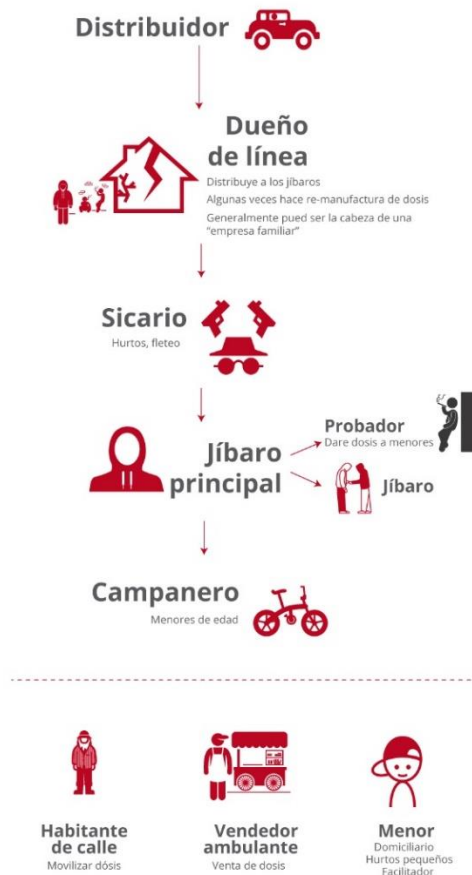 Distribuidor
Dueño
de línea
Distribuye a los jíbaros
Algunas veces hace re-manufactura de dosis
Generalmente pued ser la cabeza de una
"empresa familiar"
Sicario
Hurtos, fleteo
Jíbaro
principal
Probador
Dare dosis a menores
Jíbaro
Campanero
Menores de edad
Habitante
de calle
Movilizar dósis
Vendedor
ambulante
Venta de dosis
Menor
Domiciliario
Hurtos pequeños
Facilitador